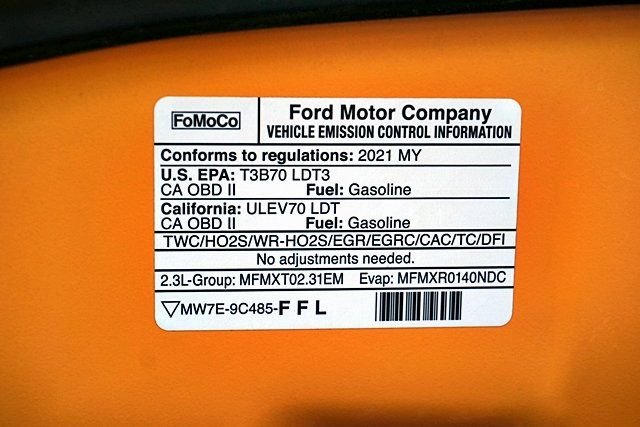 FoMoCo
Ford Motor Company
VEHICLE EMISSION CONTROL INFORMATION
Conforms to regulations: 2021 MY
U.S. EPA: T3B70 LDT3
CA OBD II Fuel: Gasoline
California: ULEV70 LDT
CA OBD II Fuel: Gasoline
TWC/HO2S/WR-HO2S/EGR/EGRC/CAC/TC/DFI
No adjustments needed.
2.3L-Group: MFMXT02.31EM Evap: MFMXR0140NDC
MW7E-9C485-F F L